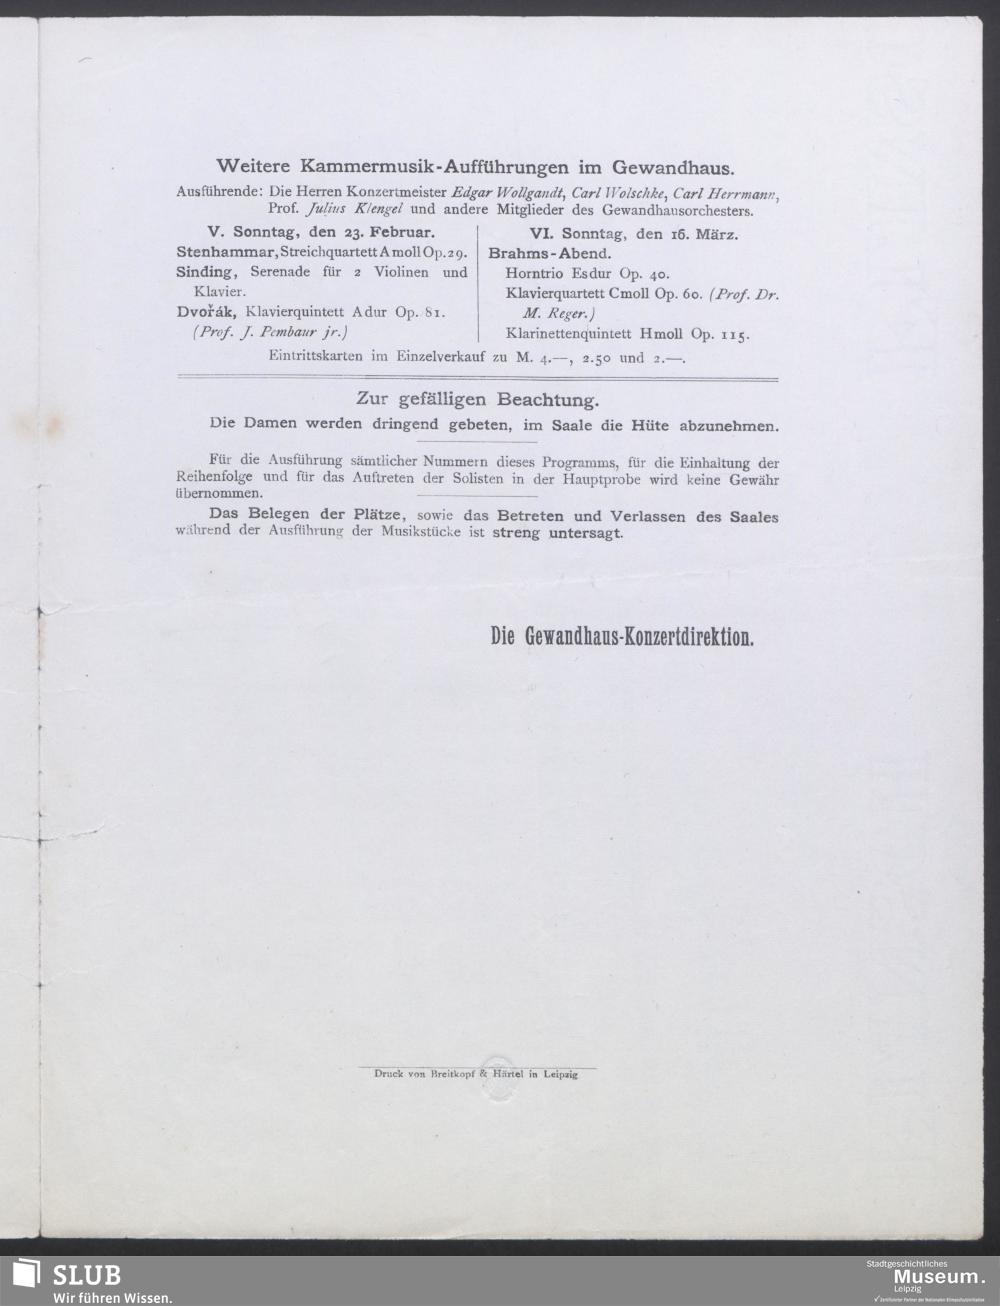 Weitere Kammermusik-Aufführungen im Gewandhaus.
Ausführende: Die Herren Konzertmeister Edgar Wollgandt, Carl Wolschke, Carl Herrmann,
Prof. Julius Klengel und andere Mitglieder des Gewandhausorchesters.
V. Sonntag, den 23. Februar.
Stenhammar, Streichquartett A moll Op. 29.
Sinding, Serenade für 2 Violinen und
Klavier.
Dvořák, Klavierquintett A dur Op. 81.
(Prof. J. Pembaur jr.)
VI. Sonntag, den 16. März.
Brahms-Abend.
Horntrio Es dur Op. 40.
Klavierquartett C moll Op. 60. (Prof. Dr.
M. Reger.)
Klarinettenquintett H moll Op. 115.
Eintrittskarten im Einzelverkauf zu M. 4.—, 2.50 und 2.—.
Zur gefälligen Beachtung.
Die Damen werden dringend gebeten, im Saale die Hüte abzunehmen.
Für die Ausführung sämtlicher Nummern dieses Programms, für die Einhaltung der
Reihenfolge und für das Auftreten der Solisten in der Hauptprobe wird keine Gewähr
übernommen.
Das Belegen der Plätze, sowie das Betreten und Verlassen des Saales
während der Ausführung der Musikstücke ist streng untersagt.
Die Gewandhaus-Konzertdirektion.
Druck von Breitkopf & Härtel in Leipzig
SLUB
Wir führen Wissen.
Stadtgeschichtliches
Museum.
Leipzig
Zertifizierter Partner der Nationalen Klimaschutzinitiative